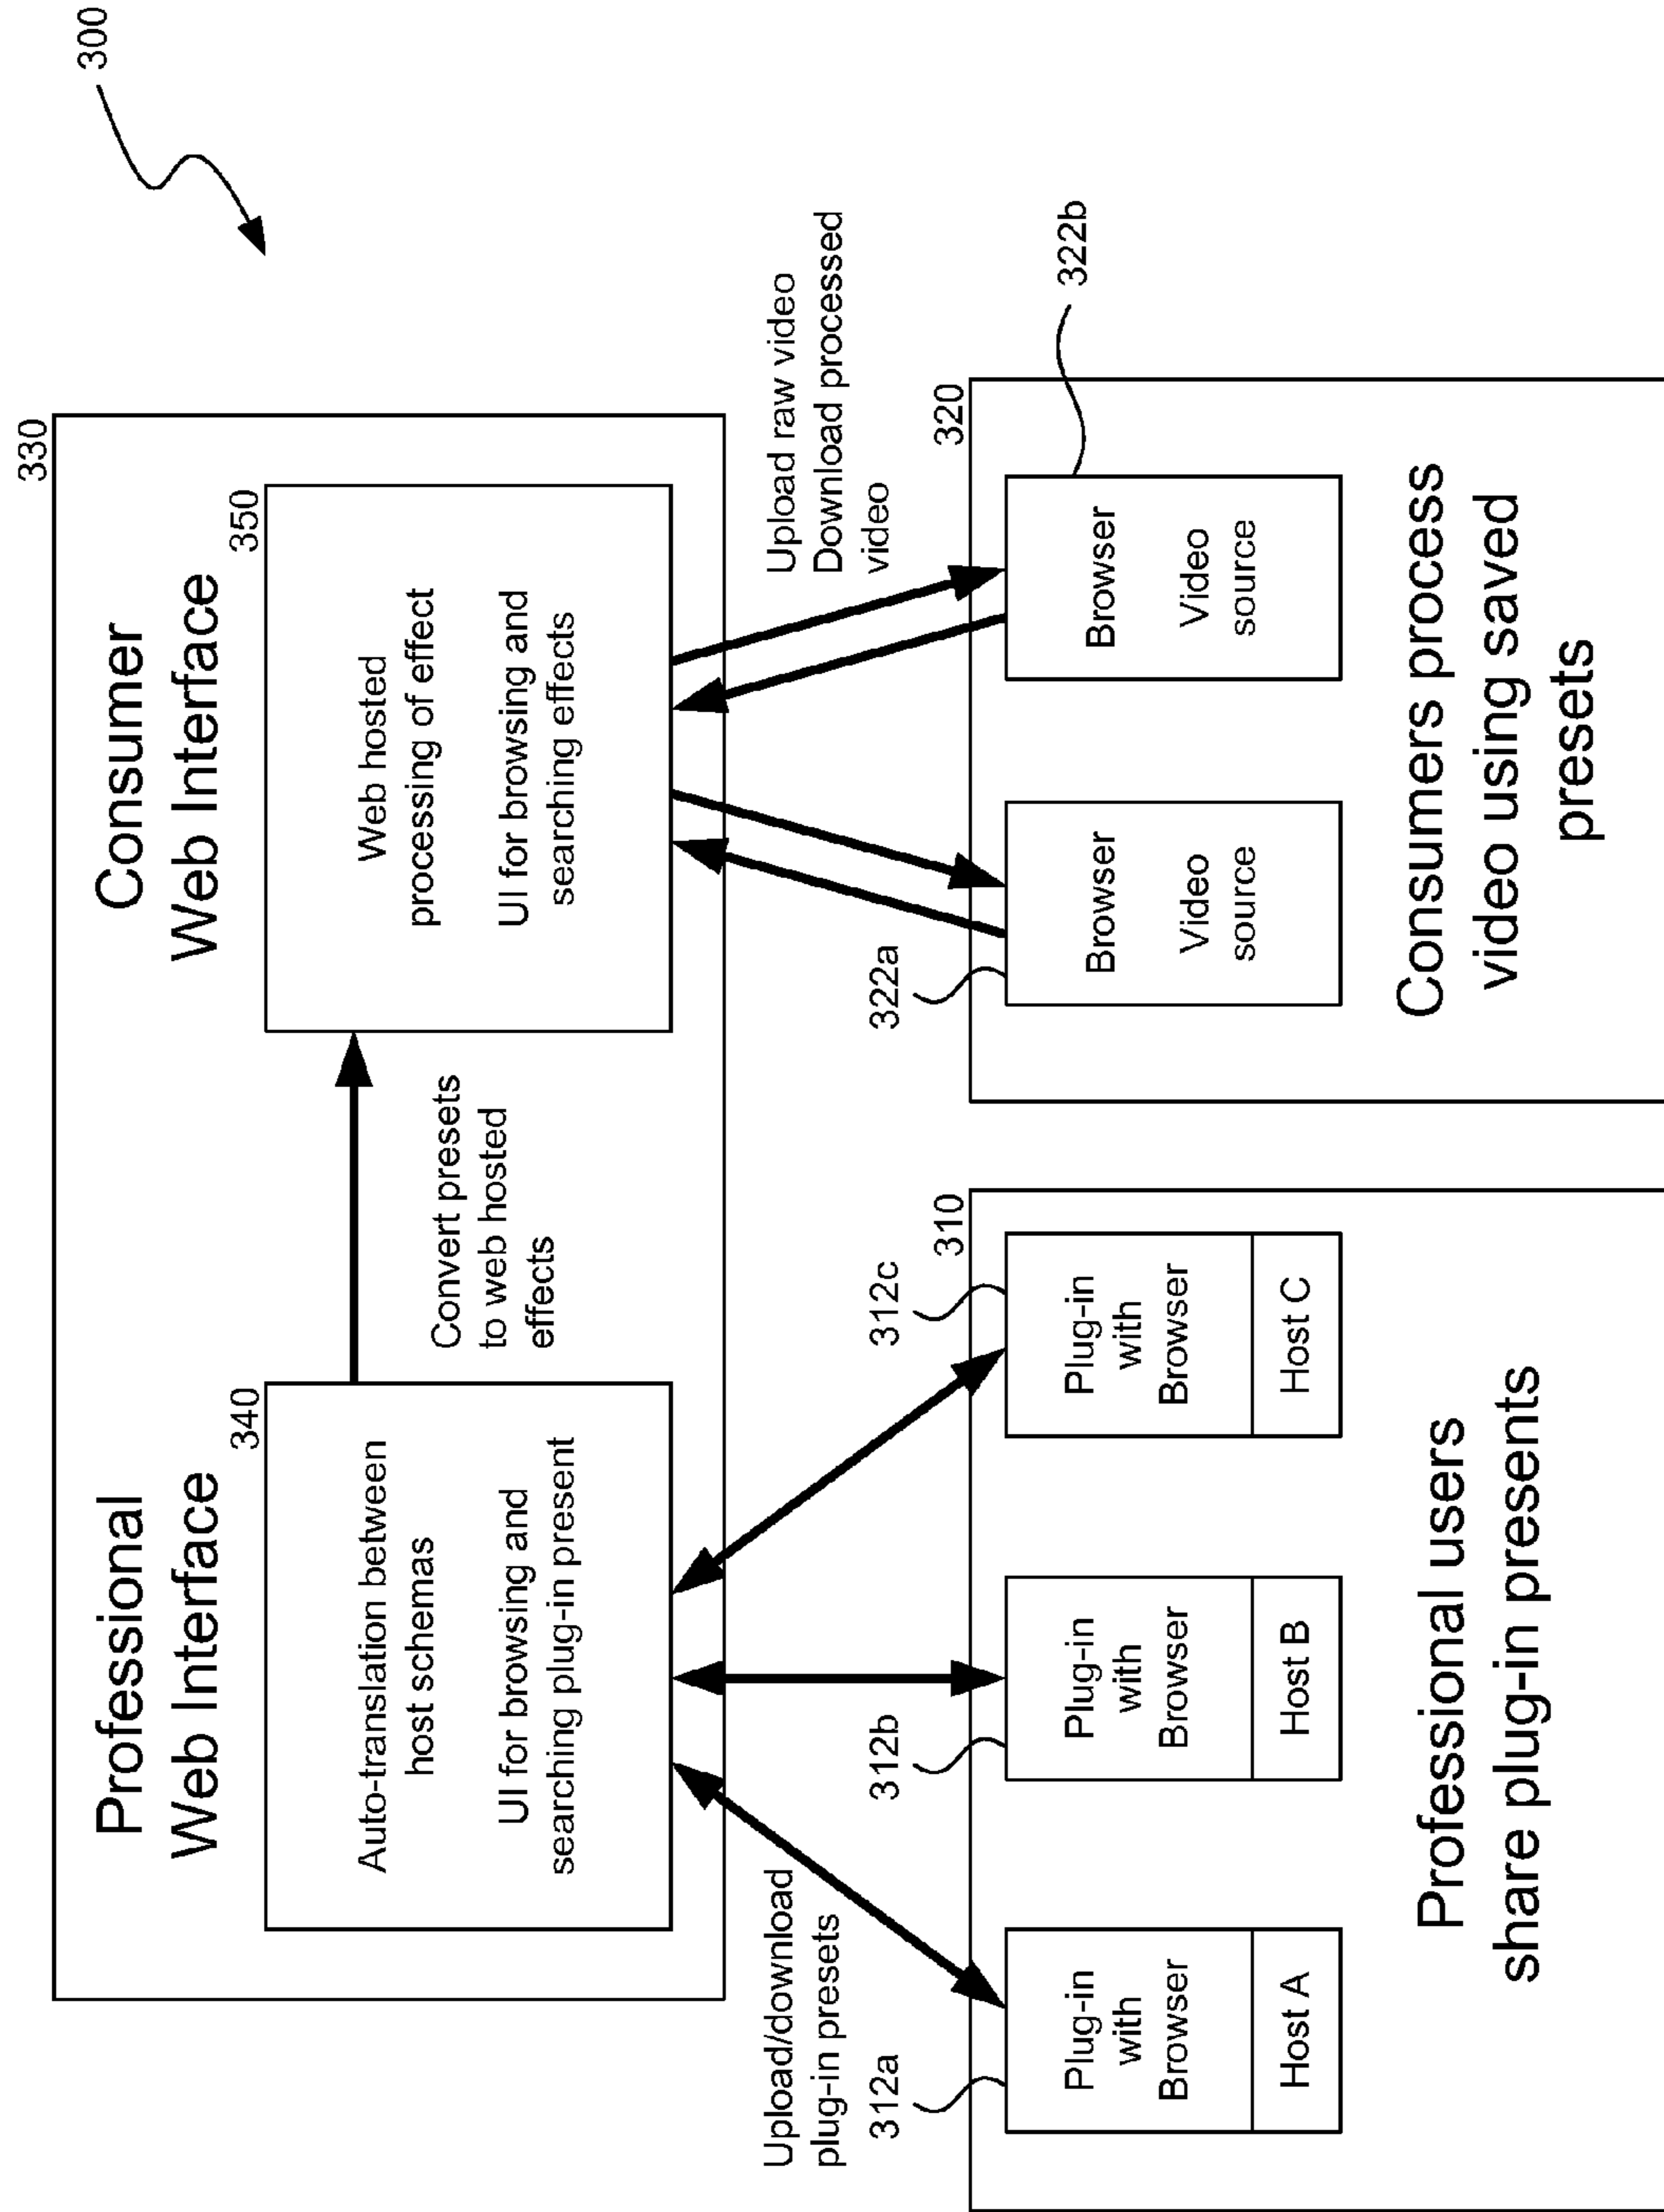 300
330
Professional
Web Interface
Consumer
Web Interface
340
Auto-translation between
host schemas
UI for browsing and
searching plug-in present
Convert presets
to web hosted
effects
350
Web hosted
processing of effect
UI for browsing and
searching effects
Upload/download
plug-in presets
Upload raw video
Download processed
video
312a
312b
312c
310
Plug-in
with
Browser
Host A
Plug-in
with
Browser
Host B
Plug-in
with
Browser
Host C
Professional users
share plug-in presents
322a
320
322b
Browser
Video
source
Browser
Video
source
Consumers process
video using saved
presets